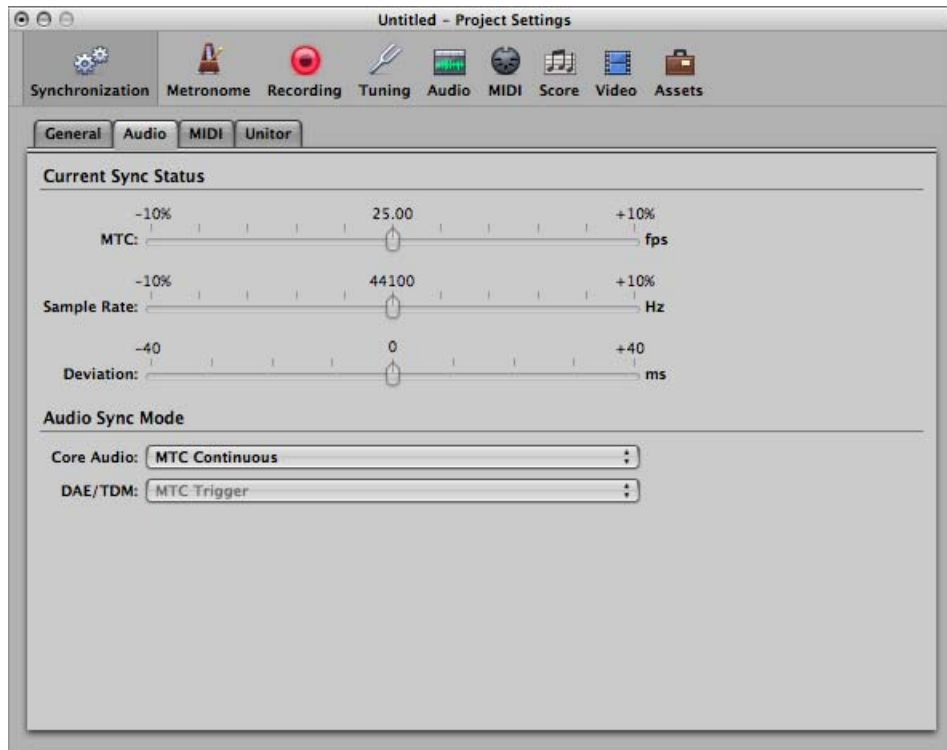 Untitled – Project Settings
Synchronization Metronome Recording Tuning Audio MIDI Score Video Assets
General Audio MIDI Unitor
Current Sync Status
-10% 25.00 +10%
MTC: fps
-10% 44100 +10%
Sample Rate: Hz
-40 0 +40
Deviation: ms
Audio Sync Mode
Core Audio: MTC Continuous
DAE/TDM: MTC Trigger